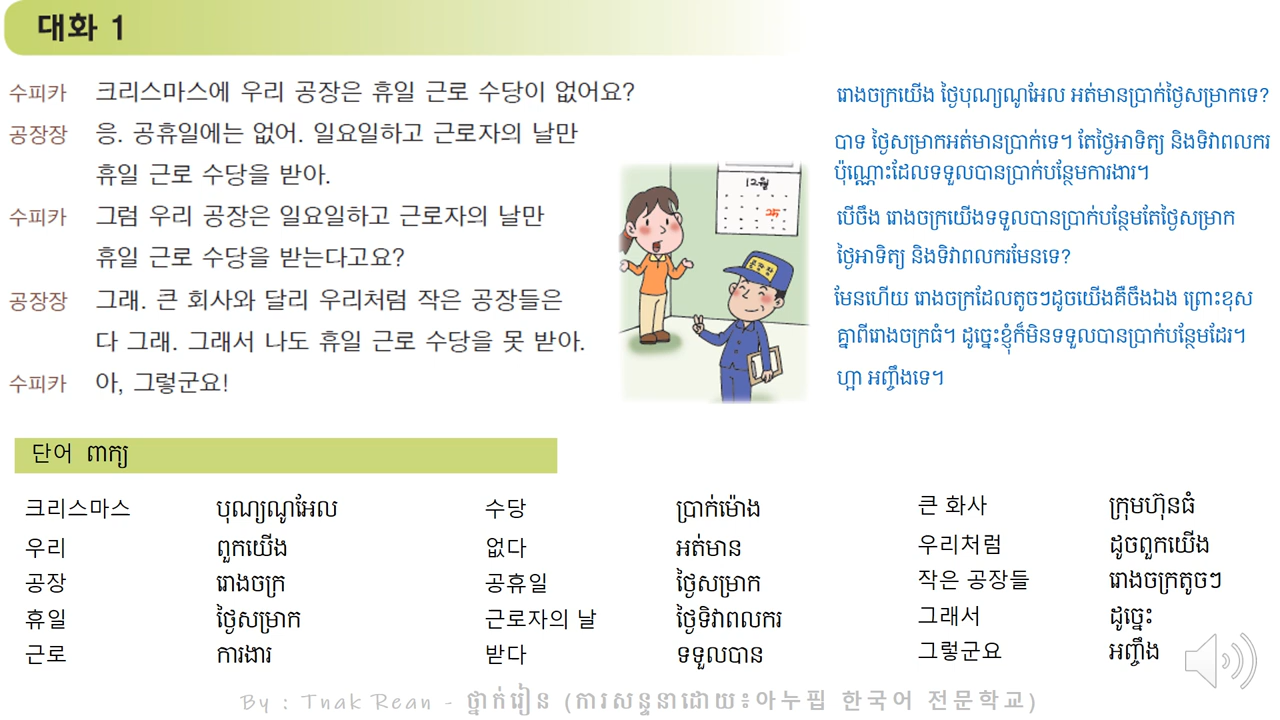 대화 1
수피카 크리스마스에 우리 공장은 휴일 근로 수당이 없어요?
រោងចក្រយើង ថ្ងៃបុណ្យណូអែល អត់មានប្រាក់ថ្ងៃសម្រាកទេ?
공장장 응. 공휴일에는 없어. 일요일하고 근로자의 날만
휴일 근로 수당을 받아.
បាទ ថ្ងៃសម្រាកអត់មានប្រាក់ទេ។ តែថ្ងៃអាទិត្យ និងទិវាពលករ
ប៉ុណ្ណោះដែលទទួលបានប្រាក់បន្ថែមការងារ។
수피카 그럼 우리 공장은 일요일하고 근로자의 날만
휴일 근로 수당을 받는다고요?
បើចឹង រោងចក្រយើងទទួលបានប្រាក់បន្ថែមតែថ្ងៃសម្រាក
ថ្ងៃអាទិត្យ និងទិវាពលករមែនទេ?
공장장 그래. 큰 회사와 달리 우리처럼 작은 공장들은
다 그래. 그래서 나도 휴일 근로 수당을 못 받아.
មែនហើយ រោងចក្រដែលតូចៗដូចយើងគឺចឹងឯង ព្រោះខុស
គ្នាពីរោងចក្រធំ។ ដូច្នេះខ្ញុំក៏មិនទទួលបានប្រាក់បន្ថែមដែរ។
수피카 아, 그렇군요!
ហ្អា អញ្ចឹងទេ។
12월
25
공장장
단어 ពាក្យ
크리스마스 បុណ្យណូអែល
우리 ពួកយើង
공장 រោងចក្រ
휴일 ថ្ងៃសម្រាក
근로 ការងារ
수당 ប្រាក់ម៉ោង
없다 អត់មាន
공휴일 ថ្ងៃសម្រាក
근로자의 날 ថ្ងៃទិវាពលករ
받다 ទទួលបាន
큰 화사 ក្រុមហ៊ុនធំ
우리처럼 ដូចពួកយើង
작은 공장들 រោងចក្រតូចៗ
그래서 ដូច្នេះ
그렇군요 អញ្ចឹង
By : Tnak Rean - ថ្នាក់រៀន (ការសន្ទនាដោយ៖아누핍 한국어 전문학교)